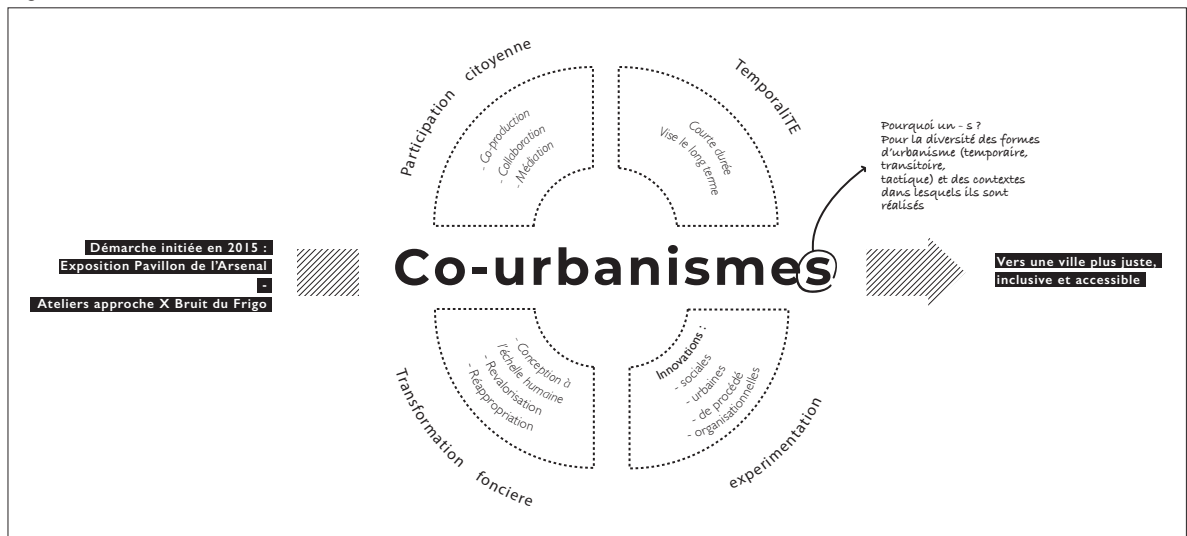 Participation citoyenne
- Co-production
- Collaboration
- Médiation
TemporaliTE
Courte durée
Vise le long terme
Pourquoi un - s ?
Pour la diversité des formes
d'urbanisme (temporaire,
transitoire,
tactique) et des contextes
dans lesquels ils sont
réalisés
Démarche initiée en 2015 :
Exposition Pavillon de l'Arsenal
-
Ateliers approche X Bruit du Frigo
Co-urbanismes
Vers une ville plus juste,
inclusive et accessible
- Conception à
l'échelle humaine
- Revalorisation
- Réappropriation
Transformation fonciere
Innovations :
- sociales
- urbaines
- de procédé
- organisationnelles
experimentation